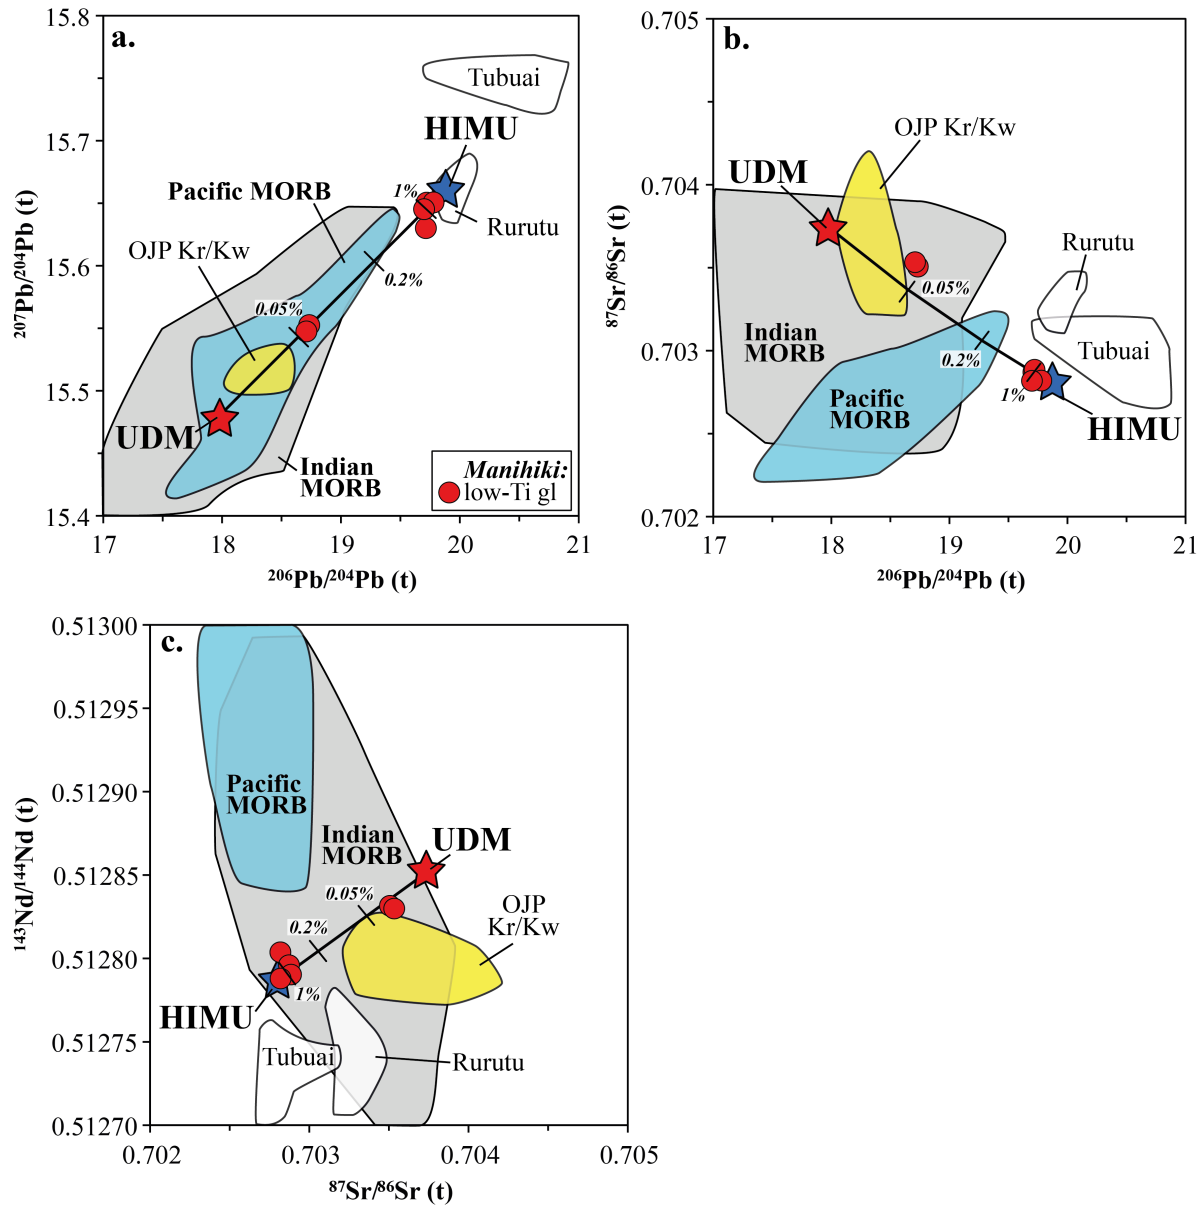 a.
15.8
15.7
15.6
15.5
15.4
²⁰⁷Pb/²⁰⁴Pb (t)
Tubuai
HIMU
1%
Pacific MORB
Rurutu
OJP Kr/Kw
0.2%
0.05%
UDM
Indian
MORB
Manihiki:
low-Ti gl
17
18
19
20
21
²⁰⁶Pb/²⁰⁴Pb (t)
b.
0.705
0.704
0.703
0.702
⁸⁷Sr/⁸⁶Sr (t)
OJP Kr/Kw
UDM
Rurutu
0.05%
Indian
MORB
Tubuai
0.2%
Pacific
MORB
1%
HIMU
17
18
19
20
21
²⁰⁶Pb/²⁰⁴Pb (t)
c.
0.51300
0.51295
0.51290
0.51285
0.51280
0.51275
0.51270
¹⁴³Nd/¹⁴⁴Nd (t)
Pacific
MORB
Indian
MORB
UDM
0.05%
OJP
Kr/Kw
0.2%
1%
HIMU
Tubuai
Rurutu
0.702
0.703
0.704
0.705
⁸⁷Sr/⁸⁶Sr (t)